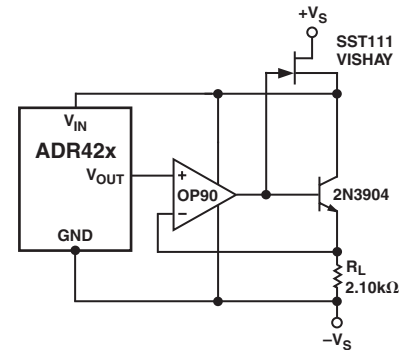 +VS
SST111
VISHAY
VIN
ADR42x
VOUT
GND
+
OP90
–
2N3904
RL
2.10kΩ
–VS